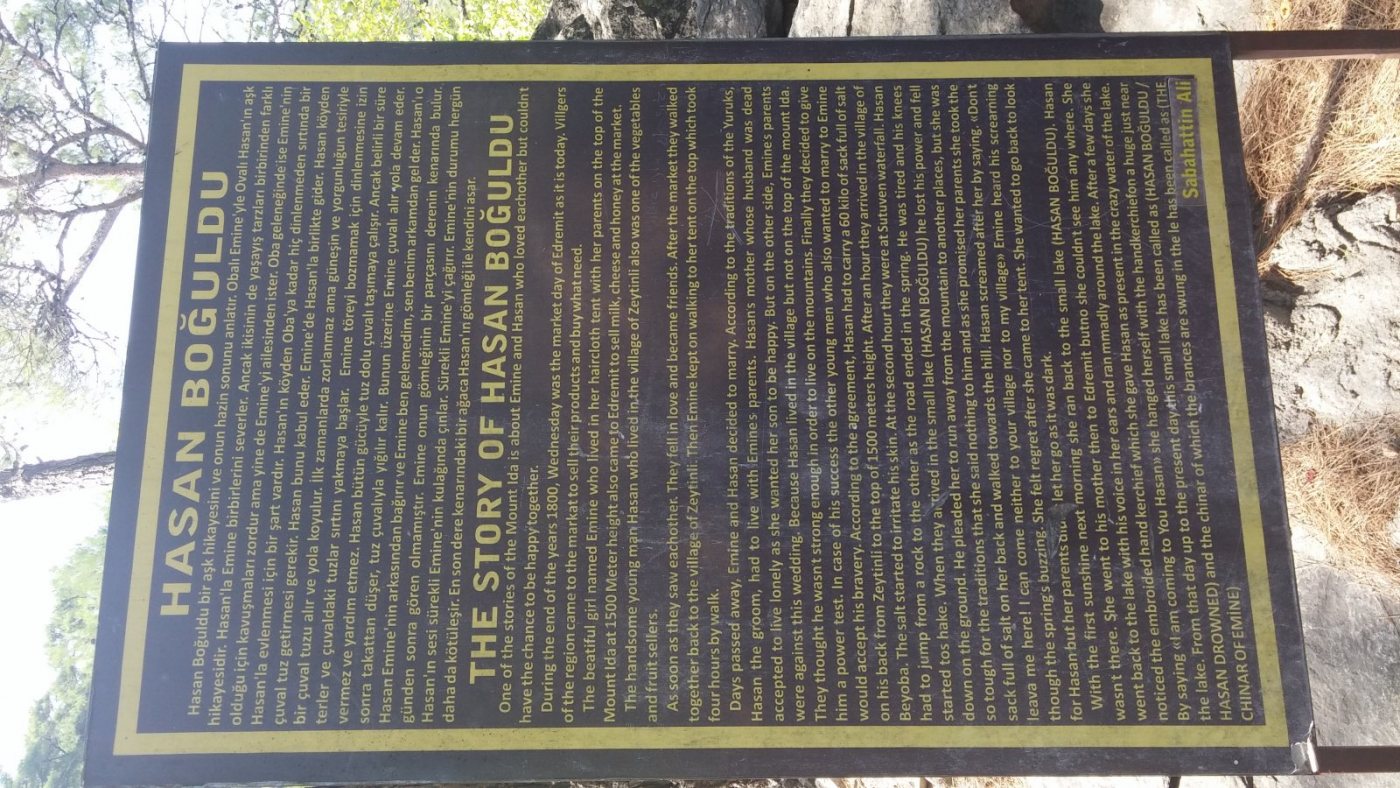 HASAN BOĞULDU
Hasan Boğuldu bir aşk hikayesini ve onun hazin sonunu anlatır. Obalı Emine'yle Ovalı Hasan'ın aşk
hikayesidir. Hasan'la Emine birbirlerini severler. Ancak ikisinin de yaşayış tarzları birbirinden farklı
olduğu için kavuşmaları zordur ama yine de Emine'yi ailesinden ister. Oba geleneğinde ise Emine'nin
Hasan'la evlenmesi için bir şart vardır. Hasan'ın köyden Oba'ya kadar hiç dinlenmeden sırtında bir
çuval tuz getirmesi gerekir. Hasan bunu kabul eder. Emine'de Hasan'la birlikte gider. Hasan köyden
bir çuval tuzu alır ve yola koyulur. İlk zamanlarda zorlanmaz ama güneşin ve yorgunluğun tesiriyle
terler ve çuvaldaki tuzlar sırtını yakmaya başlar. Emine töreyi bozmamak için dinlenmesine izin
vermez ve yardım etmez. Hasan bütün gücüyle tuz dolu çuvalı taşımaya çalışır. Ancak belirli bir süre
sonra takattan düşer, tuz çuvalıyla yığılır kalır. Bunun üzerine Emine çuvalı alır yola devam eder.
Hasan Emine'nin arkasından bağırır ve Emine ben gelemedim, sen benim arkamdan gel der. Hasan'ı o
günden sonra gören olmamıştır. Emine onun gömleğinin bir parçasını derenin kenarında bulur.
Hasan'ın sesi sürekli Emine'nin kulağında çınlar. Sürekli Emine'yi çağırır. Emine'nin durumu hergün
daha da kötüleşir. En son dere kenarındaki bir ağaca Hasan'ın gömleği ile kendini asar.
THE STORY OF HASAN BOĞULDU
One of the stories of the Mount Ida is about Emine and Hasan who loved eachother but couldn't
have the chance to be happy together.
During the end of the years 1800, Wednesday was the market day of Edremit as it is today. Villgers
of the region came to the markat to sell their products and buy what need.
The beatiful girl named Emine who lived in her haircloth tent with her parents on the top of the
Mount Ida at 1500 Meter height also came to Edremit to sell milk, cheese and honey at the market.
The handsome young man Hasan who lived in the village of Zeytinli also was one of the vegetables
and fruit sellers.
As soon as they saw eachother. They fell in love and became friends. After the market they walked
together back to the village of Zeytinli. Then Emine kept on walking to her tent on the top which took
four hours by walk.
Days passed away, Emine and Hasan decided to marry. According to the traditions of the Yuruks,
Hasan the groom, had to live with Emine's parents. Hasan's mother whose husband was dead
accepted to live lonely as she wanted her son to be happy. But on the other side, Emines parents
were against this wedding. Because Hasan lived in the village but not on the top of the mount Ida.
They thought he wasn't strong enough in order to live on the mountains. Finally they decided to give
him a power test. In case of his success the other young men who also wanted to marry to Emine
would accept his bravery. According to the agreement, Hasan had to carry a 60 kilo of sack full of salt
on his back from Zeytinli to the top of 1500 meters height. After an hour they arrived in the village of
Beyoba. The salt started to irritate his skin. At the second hour they were at Sutuven waterfall. Hasan
had to jump from a rock to the other as the road ended in the spring. He was tired and his knees
started tos hake. When they arrived in the small lake (HASAN BOĞULDU) he lost his power and fell
down on the ground. He pleaded her to run away from the mountain to another places, but she was
so tough for the traditions that she said nothing to him and as she promised her parents she took the
sack full of salt on her back and walked towards the hill. Hasan screamed after her by saying. «Don't
leava me here! I can come neither to your village nor to my village» Emine heard his screaming
though the spring's buzzing. She felt regret after she came to her tent. She wanted to go back to look
for Hasan but her parents didn't let her go as it was dark.
With the first sunshine next morning she ran back to the small lake (HASAN BOĞULDU). Hasan
wasn't there. She went to his mother then to Edremit butno she couldn't see him any where. She
went back to the lake with his voice in her ears and ran madly around the lake. After a few days she
noticed the embroided handkerchief of which she gave Hasan as present in the crazy water of the lake.
By saying «I am coming to You Hasan» she hanged herself with the handkerchief on a huge just near
the lake. From that day up to the present day this small lake has been called as (HASAN BOĞULDU /
HASAN DROWNED) and the chinar of which the brances are swung in the le has been called as (THE
CHINAR OF EMINE)
Sabahattin Ali